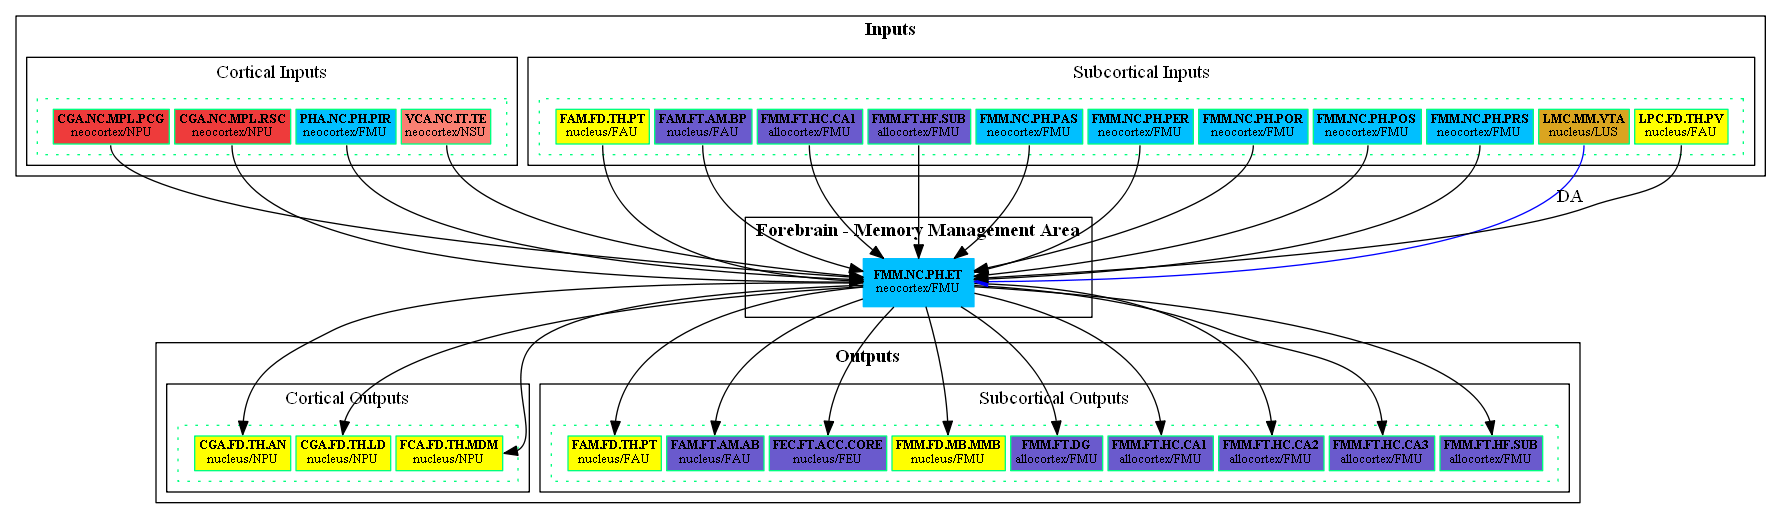 Inputs
Cortical Inputs
Subcortical Inputs
CGA.NC.MPL.PCG
neocortex/NPU
CGA.NC.MPL.RSC
neocortex/NPU
PHA.NC.PH.PIR
neocortex/FMU
VCA.NC.IT.TE
neocortex/NSU
FAM.FD.TH.PT
nucleus/FAU
FAM.FT.AM.BP
nucleus/FAU
FMM.FT.HC.CA1
allocortex/FMU
FMM.FT.HF.SUB
allocortex/FMU
FMM.NC.PH.PAS
neocortex/FMU
FMM.NC.PH.PER
neocortex/FMU
FMM.NC.PH.POR
neocortex/FMU
FMM.NC.PH.POS
neocortex/FMU
FMM.NC.PH.PRS
neocortex/FMU
LMC.MM.VTA
nucleus/LUS
LPC.FD.TH.PV
nucleus/FAU
DA
Forebrain - Memory Management Area
FMM.NC.PH.ET
neocortex/FMU
Outputs
Cortical Outputs
Subcortical Outputs
CGA.FD.TH.AN
nucleus/NPU
CGA.FD.TH.LD
nucleus/NPU
FCA.FD.TH.MDM
nucleus/NPU
FAM.FD.TH.PT
nucleus/FAU
FAM.FT.AM.AB
nucleus/FAU
FEC.FT.ACC.CORE
nucleus/FEU
FMM.FD.MB.MMB
nucleus/FMU
FMM.FT.DG
allocortex/FMU
FMM.FT.HC.CA1
allocortex/FMU
FMM.FT.HC.CA2
allocortex/FMU
FMM.FT.HC.CA3
allocortex/FMU
FMM.FT.HF.SUB
allocortex/FMU